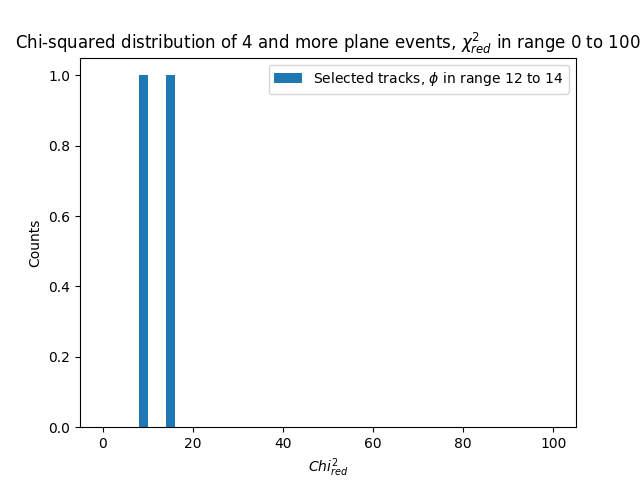 Chi-squared distribution of 4 and more plane events, χ²_red in range 0 to 100
Selected tracks, ϕ in range 12 to 14
1.0
0.8
0.6
0.4
0.2
0.0
Counts
0 20 40 60 80 100
Chi²_red